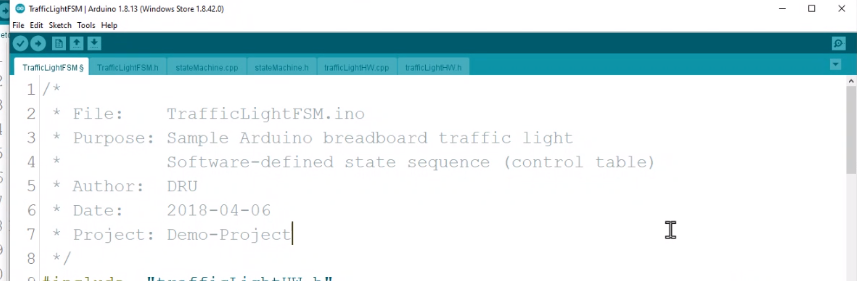 TrafficLightFSM | Arduino 1.8.13 (Windows Store 1.8.42.0)
File Edit Sketch Tools Help
TrafficLightFSM § TrafficLightFSM.h stateMachine.cpp stateMachine.h trafficLightHW.cpp trafficLightHW.h
1 /*
2 * File: TrafficLightFSM.ino
3 * Purpose: Sample Arduino breadboard traffic light
4 * Software-defined state sequence (control table)
5 * Author: DRU
6 * Date: 2018-04-06
7 * Project: Demo-Project
8 */
9 #include "trafficLightHW.h"